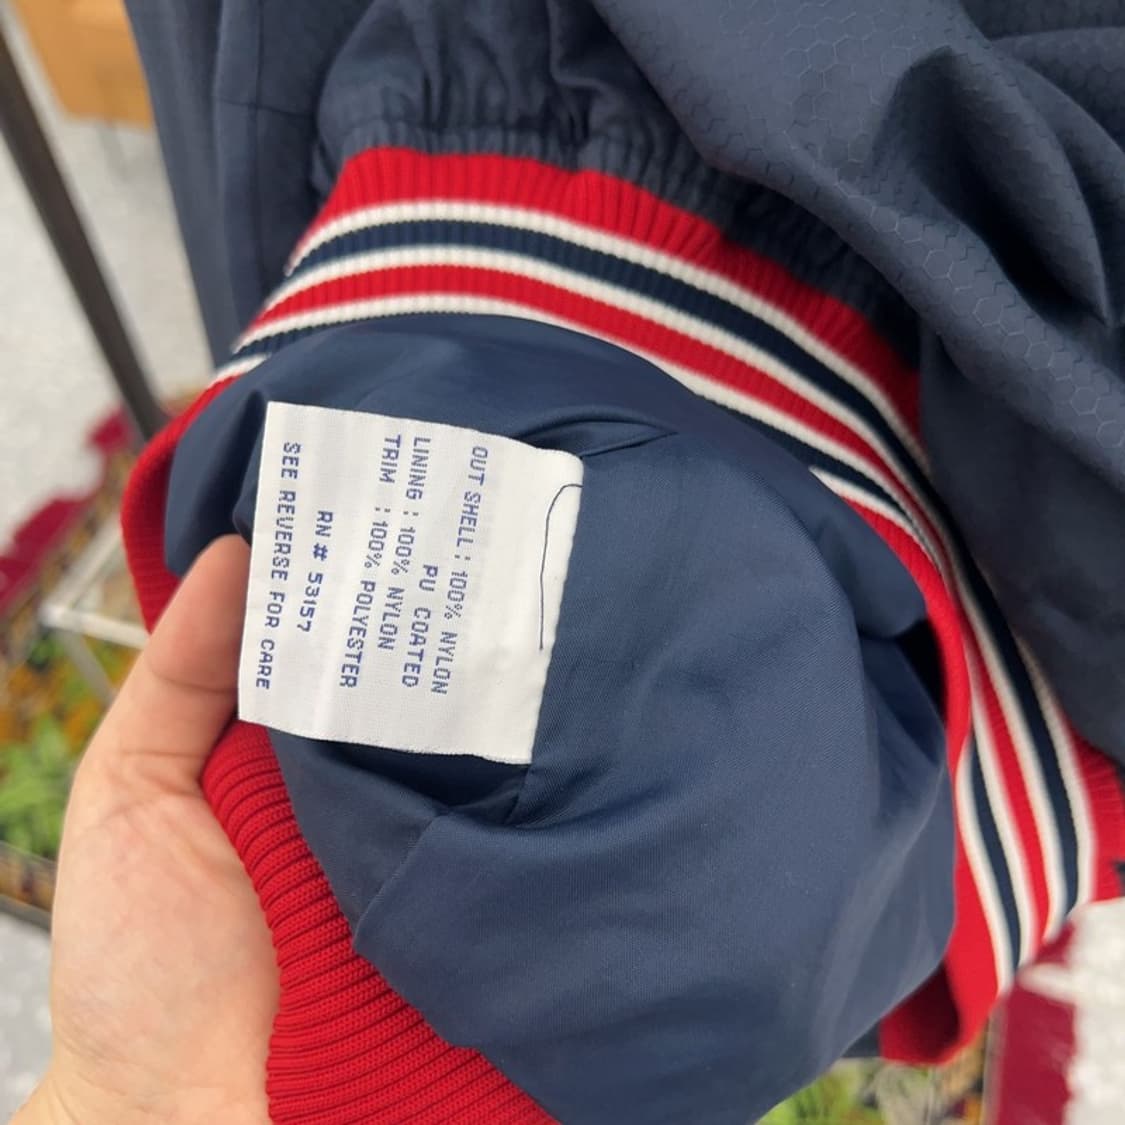 OUT SHELL : 100% NYLON
PU COATED
LINING : 100% NYLON
TRIM : 100% POLYESTER
RN # 53157
SEE REVERSE FOR CARE